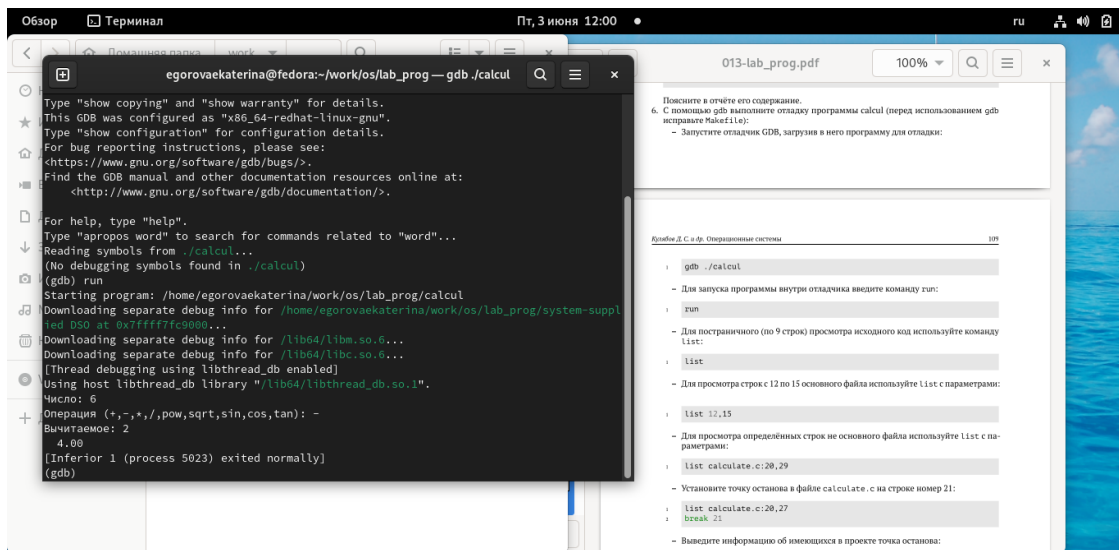 Обзор
Терминал
Пт, 3 июня 12:00
ru
Домашняя папка work
egorovaekaterina@fedora:~/work/os/lab_prog — gdb ./calcul
Type "show copying" and "show warranty" for details.
This GDB was configured as "x86_64-redhat-linux-gnu".
Type "show configuration" for configuration details.
For bug reporting instructions, please see:
<https://www.gnu.org/software/gdb/bugs/>.
Find the GDB manual and other documentation resources online at:
<http://www.gnu.org/software/gdb/documentation/>.
For help, type "help".
Type "apropos word" to search for commands related to "word"...
Reading symbols from ./calcul...
(No debugging symbols found in ./calcul)
(gdb) run
Starting program: /home/egorovaekaterina/work/os/lab_prog/calcul
Downloading separate debug info for /home/egorovaekaterina/work/os/lab_prog/system-suppl
ied DSO at 0x7ffff7fc9000...
Downloading separate debug info for /lib64/libm.so.6...
Downloading separate debug info for /lib64/libc.so.6...
[Thread debugging using libthread_db enabled]
Using host libthread_db library "/lib64/libthread_db.so.1".
Число: 6
Операция (+,-,*,/,pow,sqrt,sin,cos,tan): -
Вычитаемое: 2
4.00
[Inferior 1 (process 5023) exited normally]
(gdb)
013-lab_prog.pdf
100%
Поясните в отчёте его содержание.
6. С помощью gdb выполните отладку программы calcul (перед использованием gdb
исправьте Makefile):
– Запустите отладчик GDB, загрузив в него программу для отладки:
Кулябов Д. С. и др. Операционные системы 109
1 gdb ./calcul
– Для запуска программы внутри отладчика введите команду run:
1 run
– Для постраничного (по 9 строк) просмотра исходного код используйте команду
list:
1 list
– Для просмотра строк с 12 по 15 основного файла используйте list с параметрами:
1 list 12,15
– Для просмотра определённых строк не основного файла используйте list с па-
раметрами:
1 list calculate.c:20,29
– Установите точку останова в файле calculate.c на строке номер 21:
1 list calculate.c:20,27
2 break 21
– Выведите информацию об имеющихся в проекте точка останова: